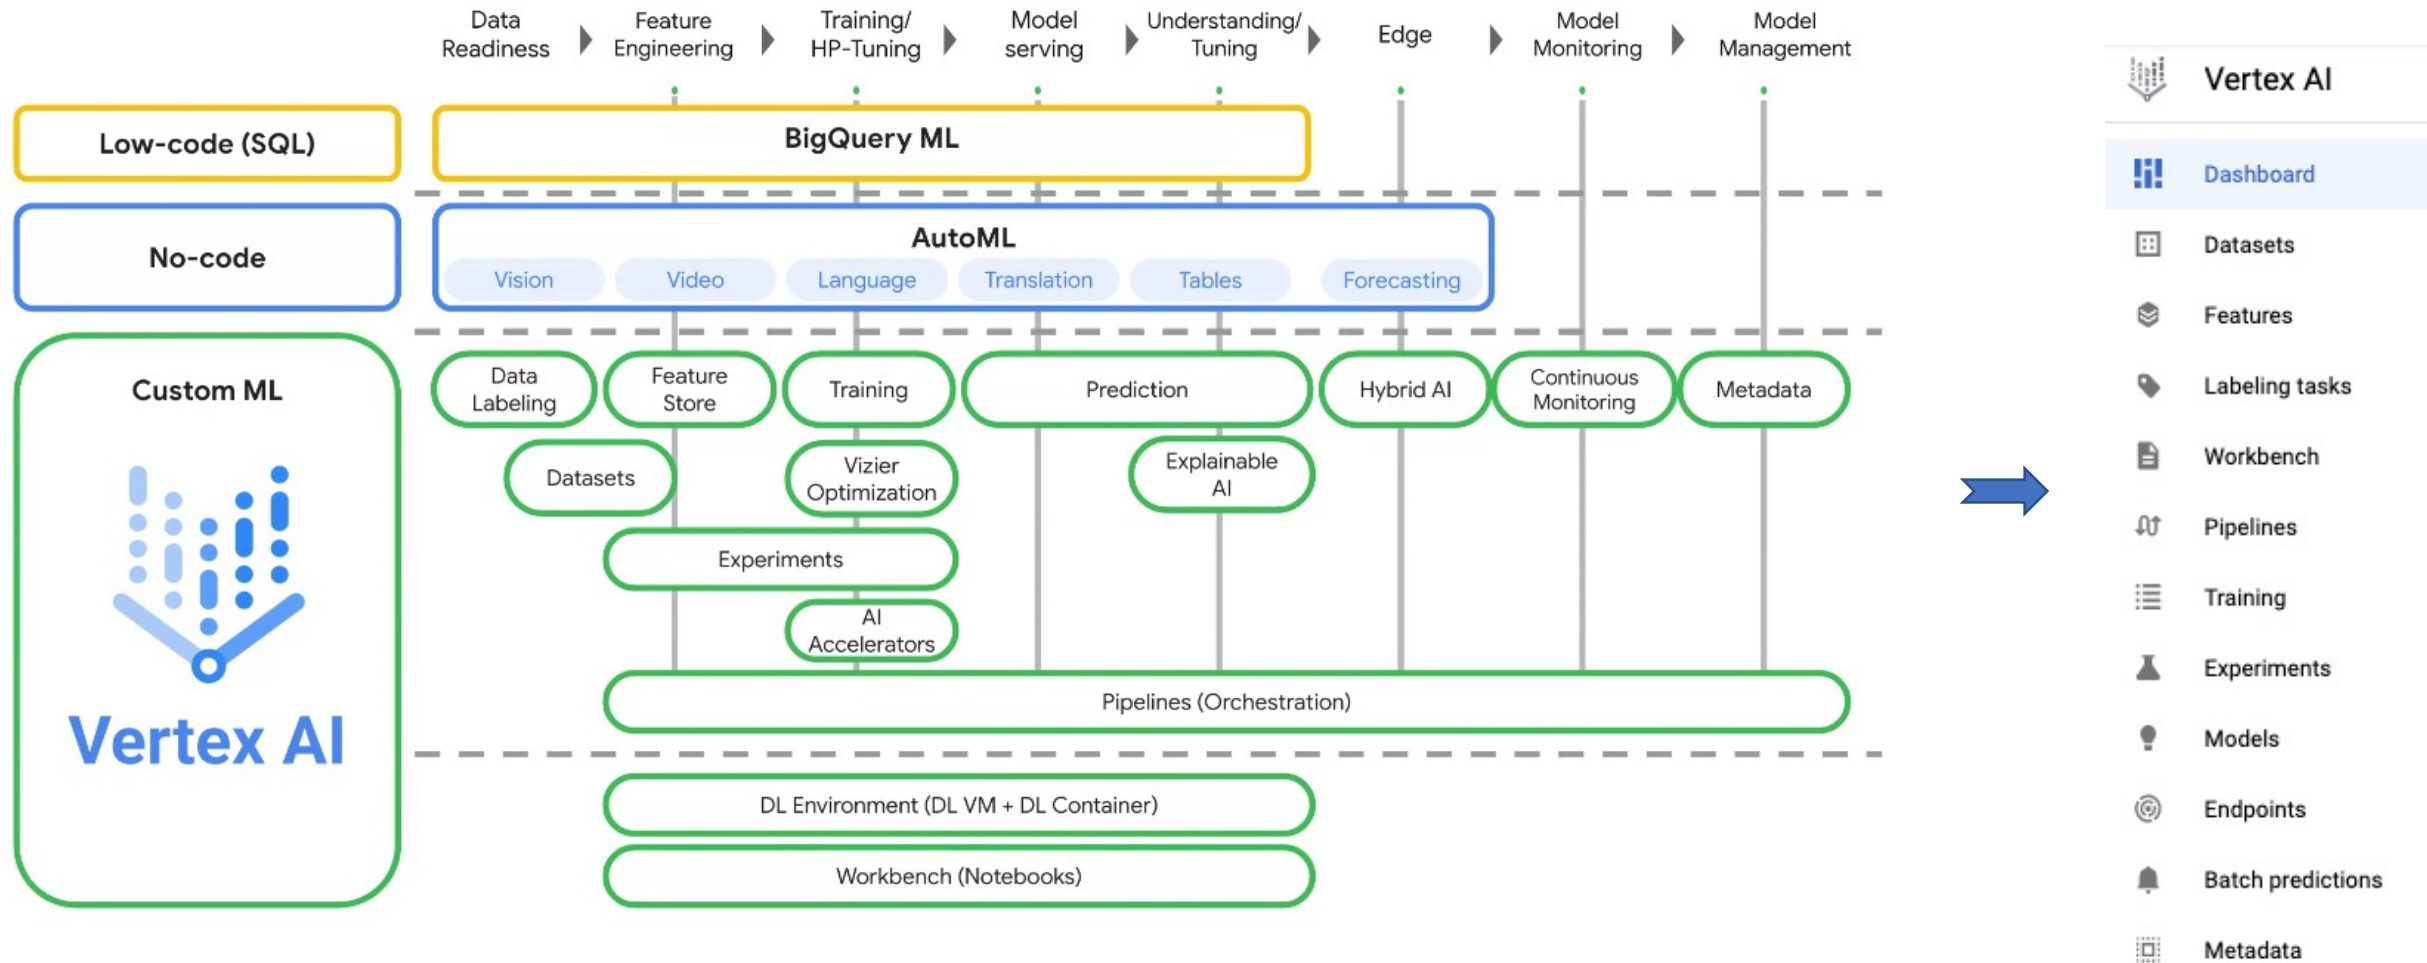 Data
Readiness
Feature
Engineering
Training/
HP-Tuning
Model
serving
Understanding/
Tuning
Edge
Model
Monitoring
Model
Management
Low-code (SQL)
BigQuery ML
No-code
AutoML
Vision
Video
Language
Translation
Tables
Forecasting
Custom ML
Vertex AI
Data
Labeling
Feature
Store
Training
Prediction
Hybrid AI
Continuous
Monitoring
Metadata
Datasets
Vizier
Optimization
Explainable
AI
Experiments
AI
Accelerators
Pipelines (Orchestration)
DL Environment (DL VM + DL Container)
Workbench (Notebooks)
Vertex AI
Dashboard
Datasets
Features
Labeling tasks
Workbench
Pipelines
Training
Experiments
Models
Endpoints
Batch predictions
Metadata